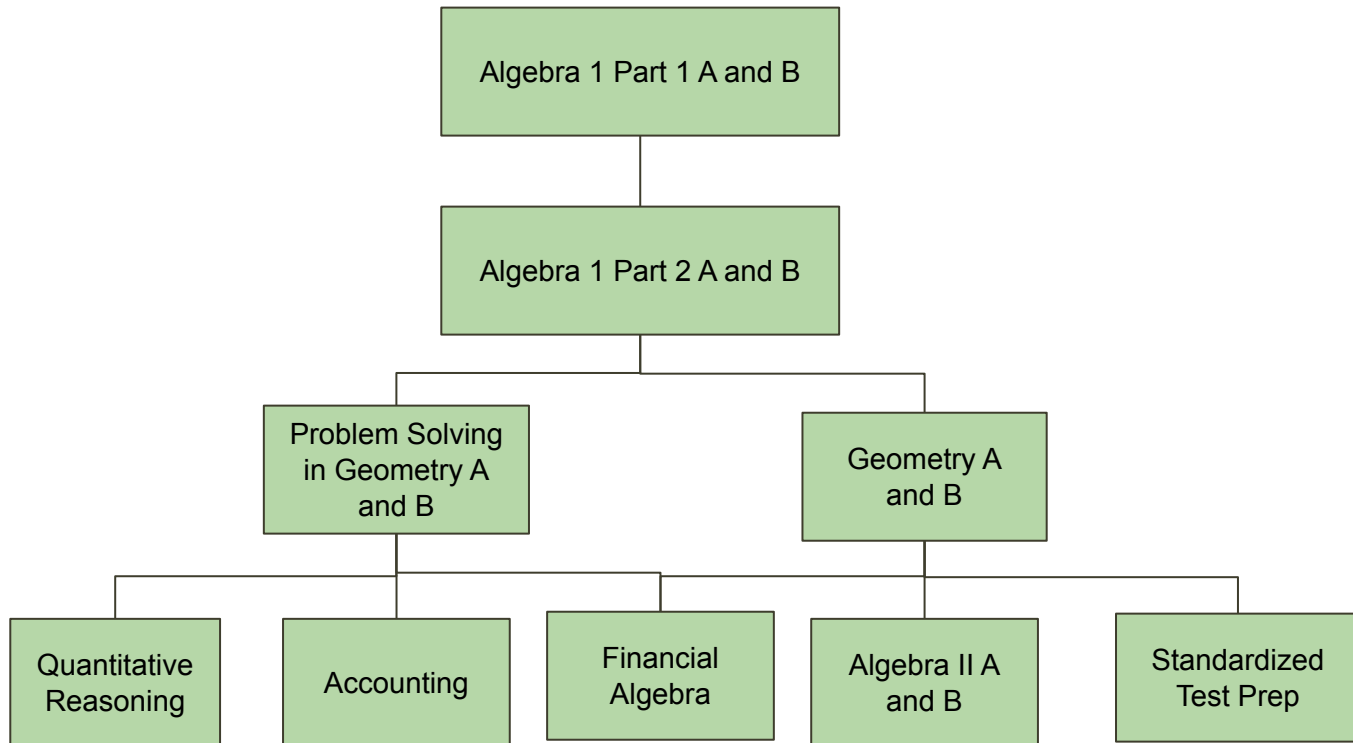 Algebra 1 Part 1 A and B
Algebra 1 Part 2 A and B
Problem Solving
in Geometry A
and B
Geometry A
and B
Quantitative
Reasoning
Accounting
Financial
Algebra
Algebra II A
and B
Standardized
Test Prep